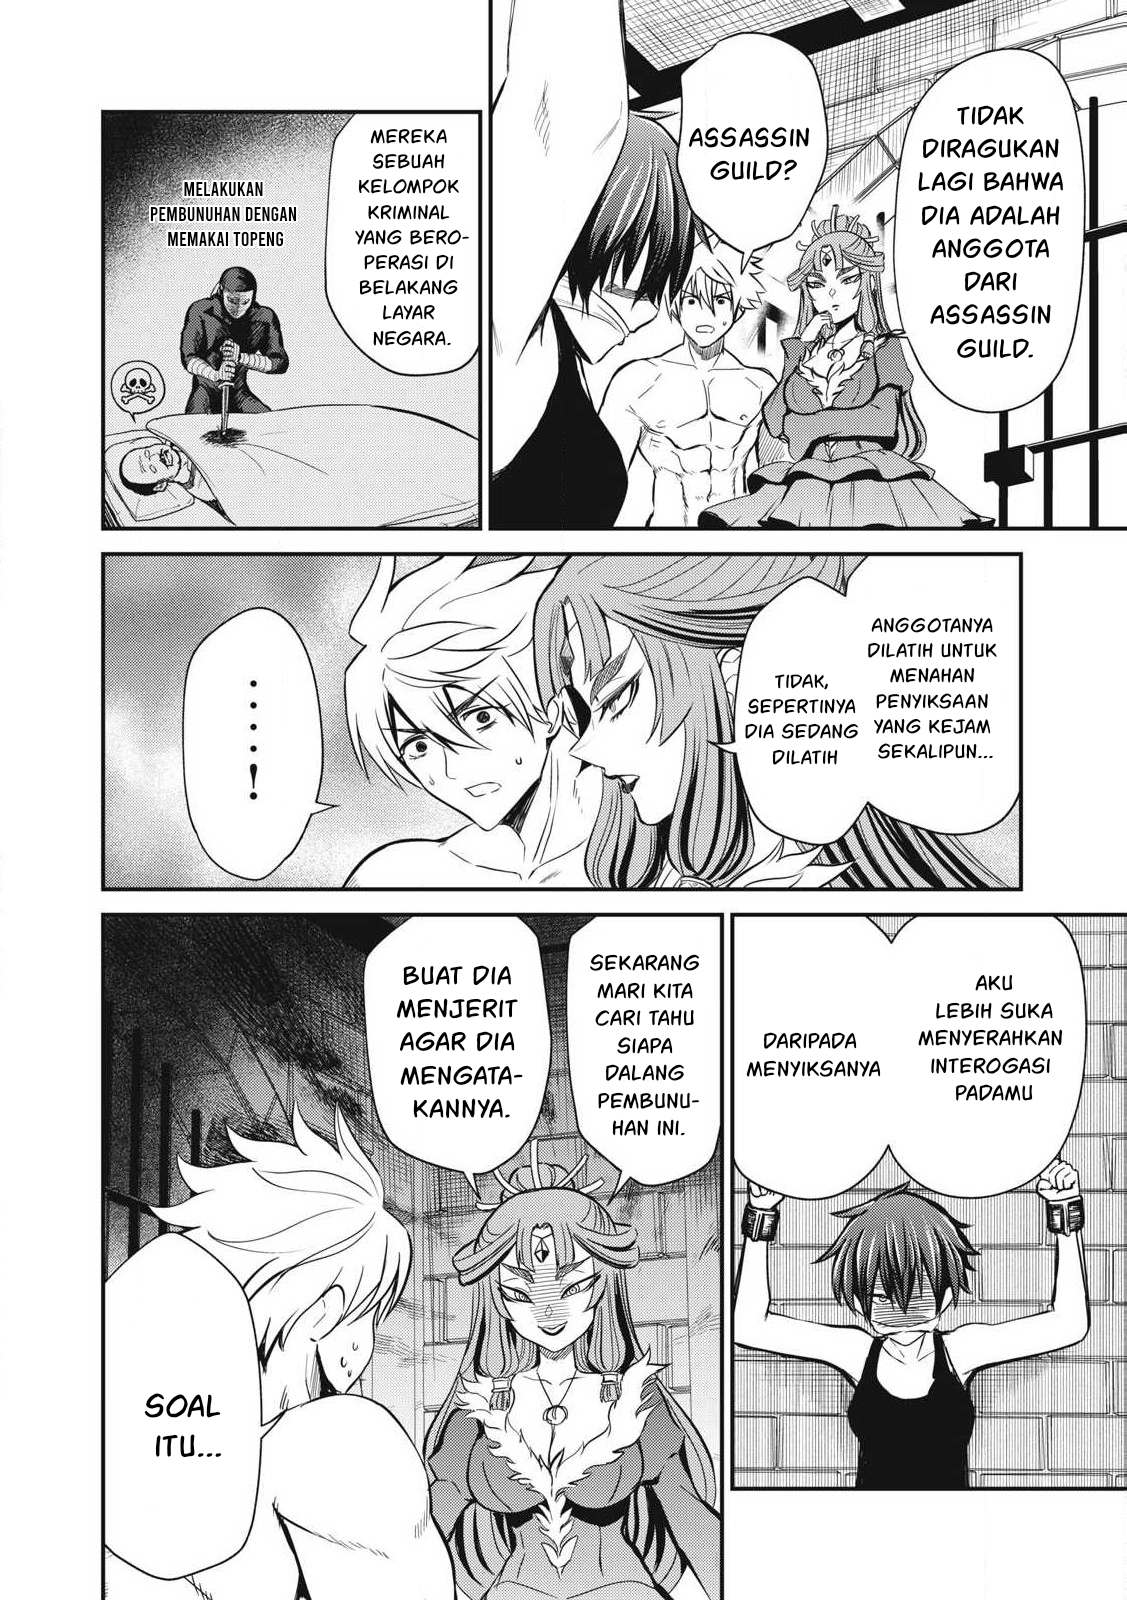 TIDAK
DIRAGUKAN
LAGI BAHWA
DIA ADALAH
ANGGOTA
DARI
ASSASSIN
GUILD.
ASSASSIN
GUILD?
MEREKA
SEBUAH
KELOMPOK
KRIMINAL
YANG BERO-
PERASI DI
BELAKANG
LAYAR
NEGARA.
MELAKUKAN
PEMBUNUHAN DENGAN
MEMAKAI TOPENG
ANGGOTANYA
DILATIH UNTUK
MENAHAN
PENYIKSAAN
YANG KEJAM
SEKALIPUN...
TIDAK,
SEPERTINYA
DIA SEDANG
DILATIH
.....!
AKU
LEBIH SUKA
MENYERAHKAN
INTEROGASI
PADAMU
DARIPADA
MENYIKSANYA
SEKARANG
MARI KITA
CARI TAHU
SIAPA
DALANG
PEMBUNU-
HAN INI.
BUAT DIA
MENJERIT
AGAR DIA
MENGATA-
KANNYA.
SOAL
ITU...